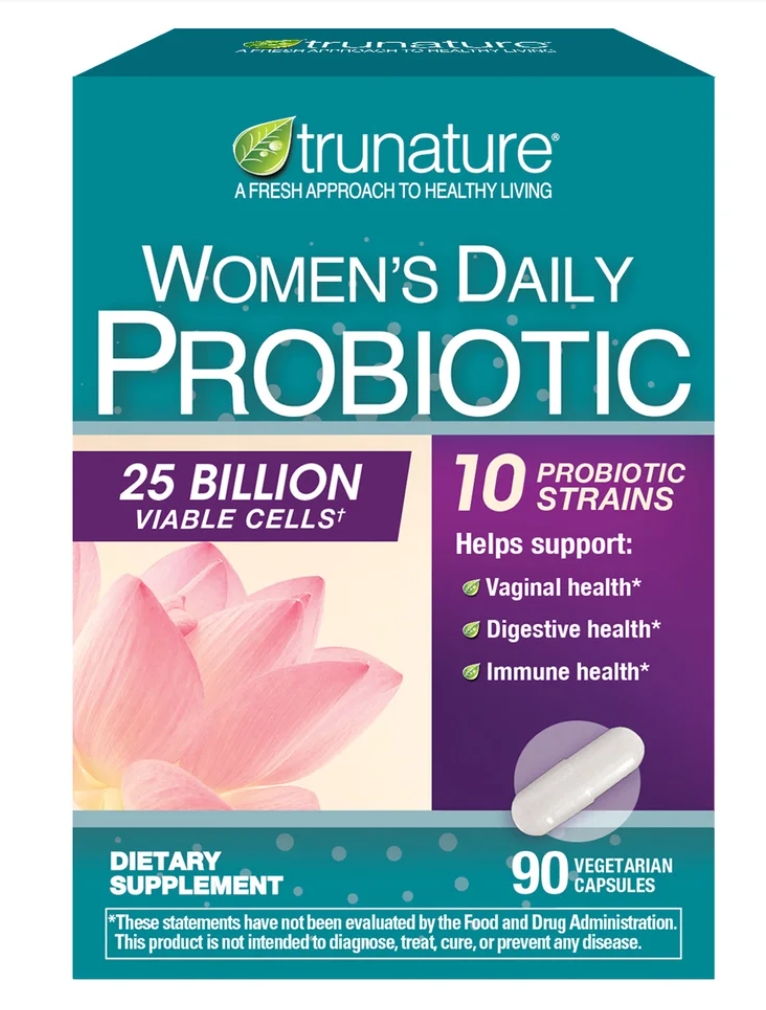 trunature
A FRESH APPROACH TO HEALTHY LIVING
trunature®
A FRESH APPROACH TO HEALTHY LIVING
WOMEN'S DAILY
PROBIOTIC
25 BILLION
VIABLE CELLS†
10 PROBIOTIC
STRAINS
Helps support:
Vaginal health*
Digestive health*
Immune health*
DIETARY
SUPPLEMENT
90 VEGETARIAN
CAPSULES
*These statements have not been evaluated by the Food and Drug Administration.
This product is not intended to diagnose, treat, cure, or prevent any disease.